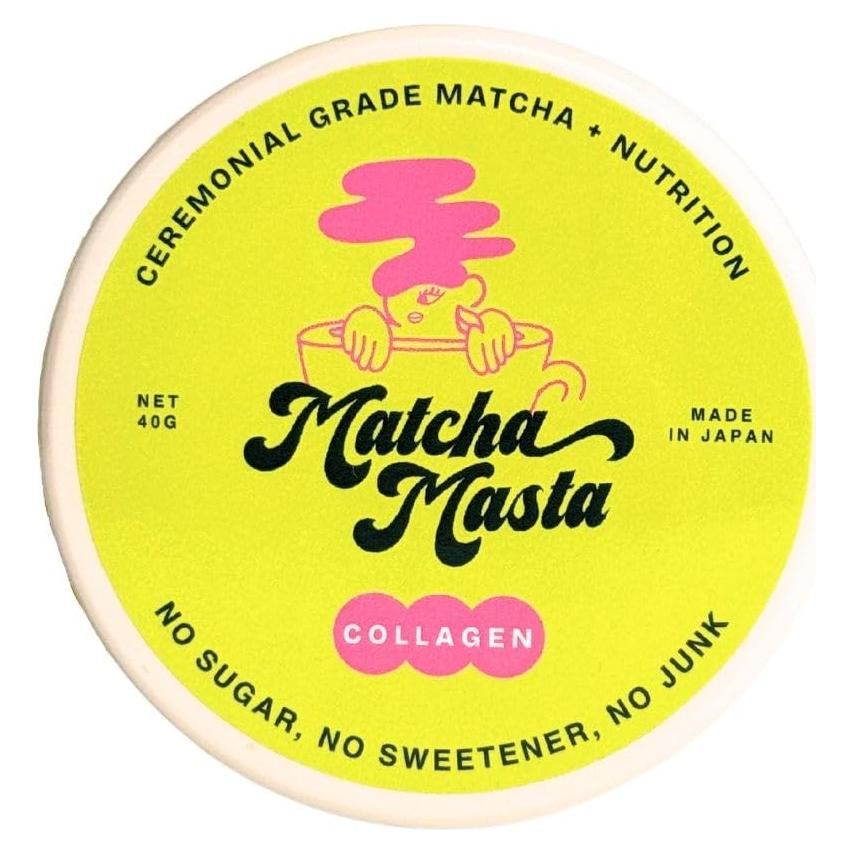 CEREMONIAL GRADE MATCHA + NUTRITION
NET
40G
MADE
IN JAPAN
Matcha
Masta
COLLAGEN
NO SUGAR, NO SWEETENER, NO JUNK